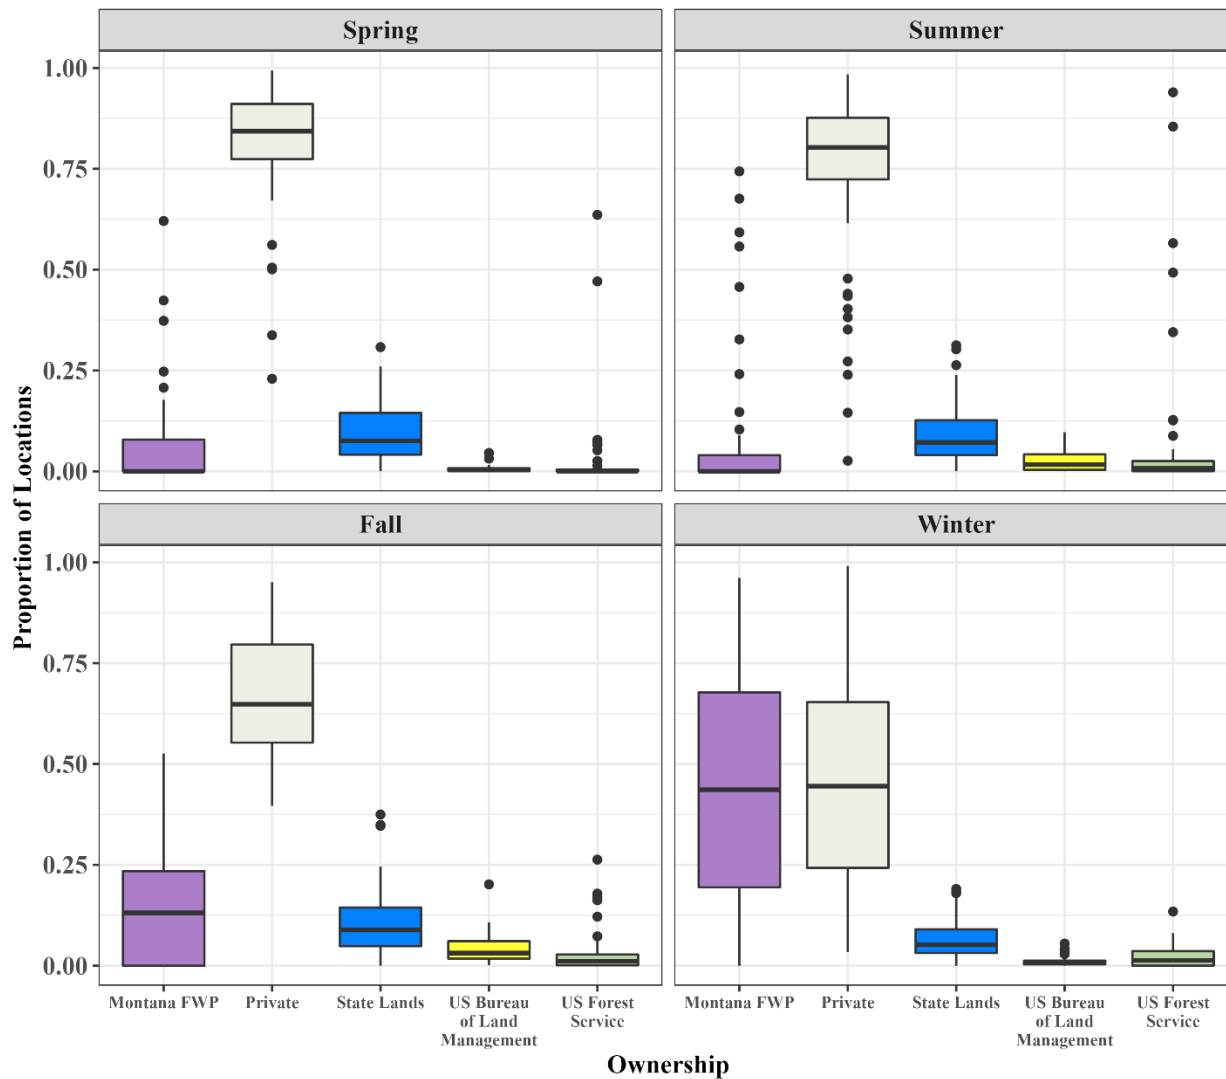 Spring
Summer
1.00
0.75
0.50
0.25
0.00
Fall
Winter
1.00
0.75
0.50
0.25
0.00
Proportion of Locations
Montana FWP
Private
State Lands
US Bureau
of Land
Management
US Forest
Service
Montana FWP
Private
State Lands
US Bureau
of Land
Management
US Forest
Service
Ownership